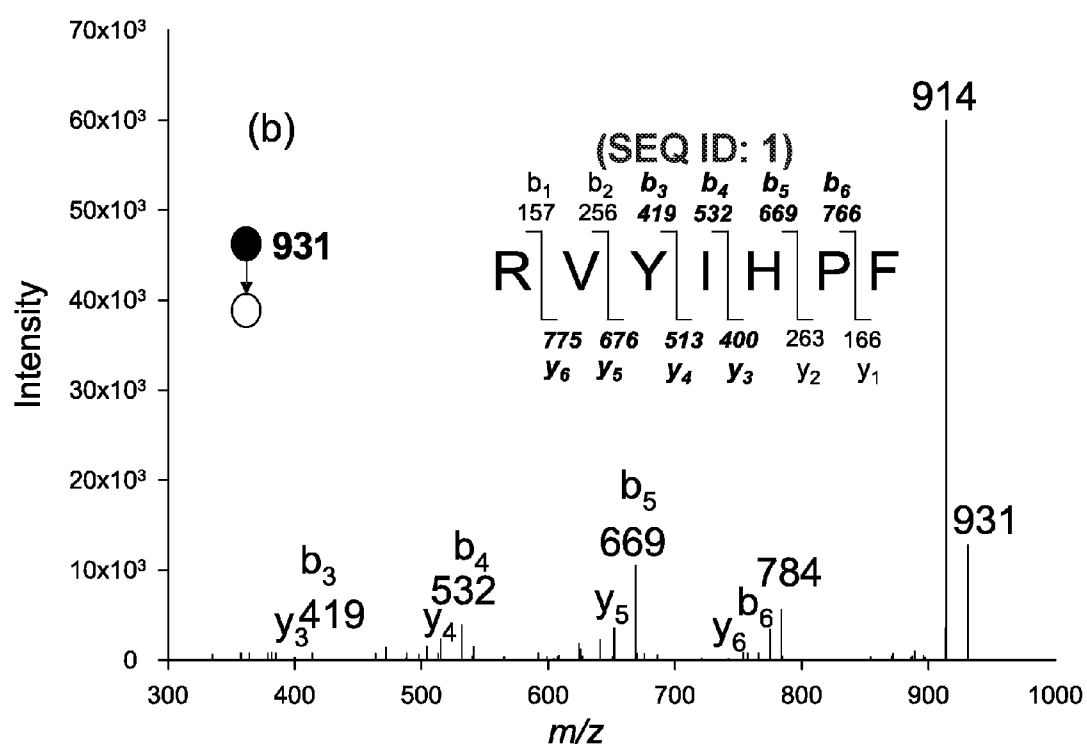 70x10³
60x10³
50x10³
40x10³
30x10³
20x10³
10x10³
0
Intensity
(b)
931
(SEQ ID: 1)
b₁ b₂ b₃ b₄ b₅ b₆
157 256 419 532 669 766
R V Y I H P F
775 676 513 400 263 166
y₆ y₅ y₄ y₃ y₂ y₁
914
931
b₅
669
b₄
532
b₃
y₃ 419
y₄
y₅
784
b₆
y₆
300 400 500 600 700 800 900 1000
m/z